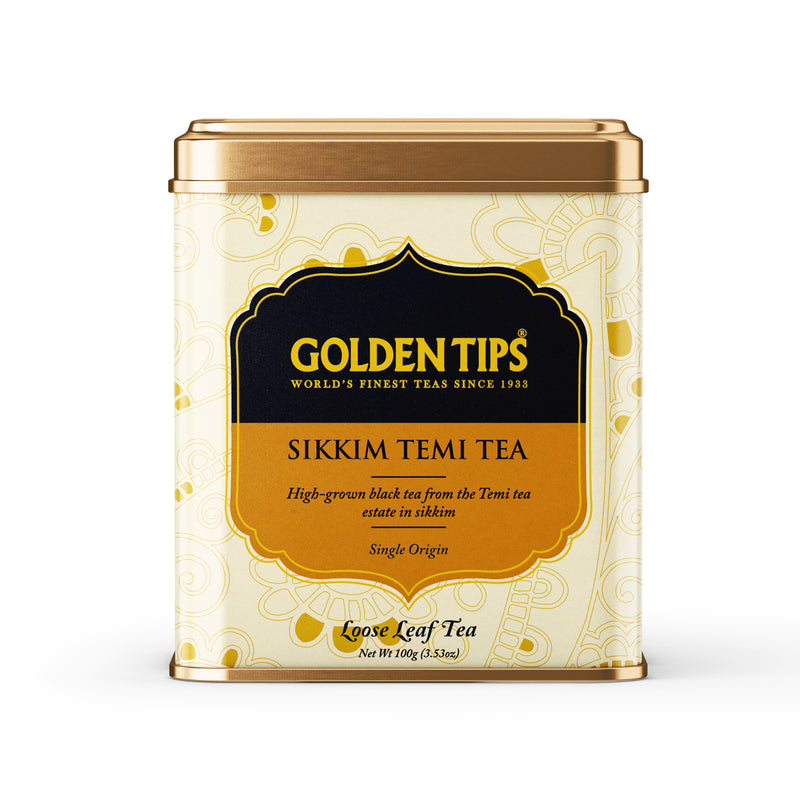 GOLDEN TIPS®
WORLD'S FINEST TEAS SINCE 1933
SIKKIM TEMI TEA
High-grown black tea from the Temi tea
estate in sikkim
Single Origin
Loose Leaf Tea
Net Wt 100g (3.53oz)